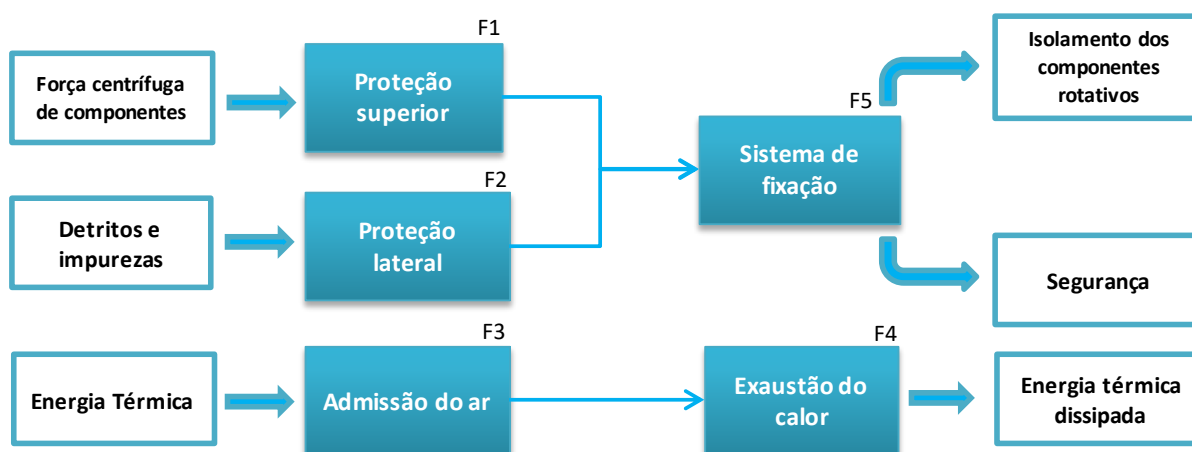 F1
Força centrífuga
de componentes
Proteção
superior
F5
Isolamento dos
componentes
rotativos
Sistema de
fixação
F2
Detritos e
impurezas
Proteção
lateral
Segurança
F3
Energia Térmica
Admissão do ar
F4
Exaustão do
calor
Energia térmica
dissipada